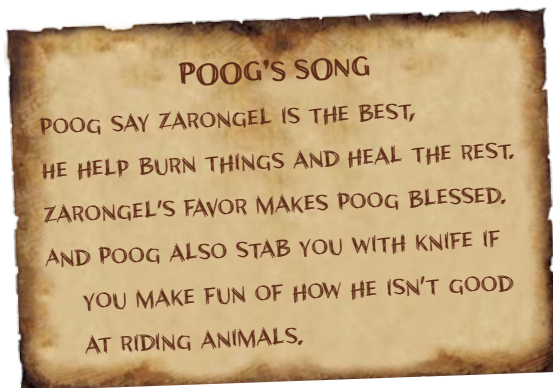 POOG'S SONG
POOG SAY ZARONGEL IS THE BEST,
HE HELP BURN THINGS AND HEAL THE REST.
ZARONGEL'S FAVOR MAKES POOG BLESSED,
AND POOG ALSO STAB YOU WITH KNIFE IF
YOU MAKE FUN OF HOW HE ISN'T GOOD
AT RIDING ANIMALS.